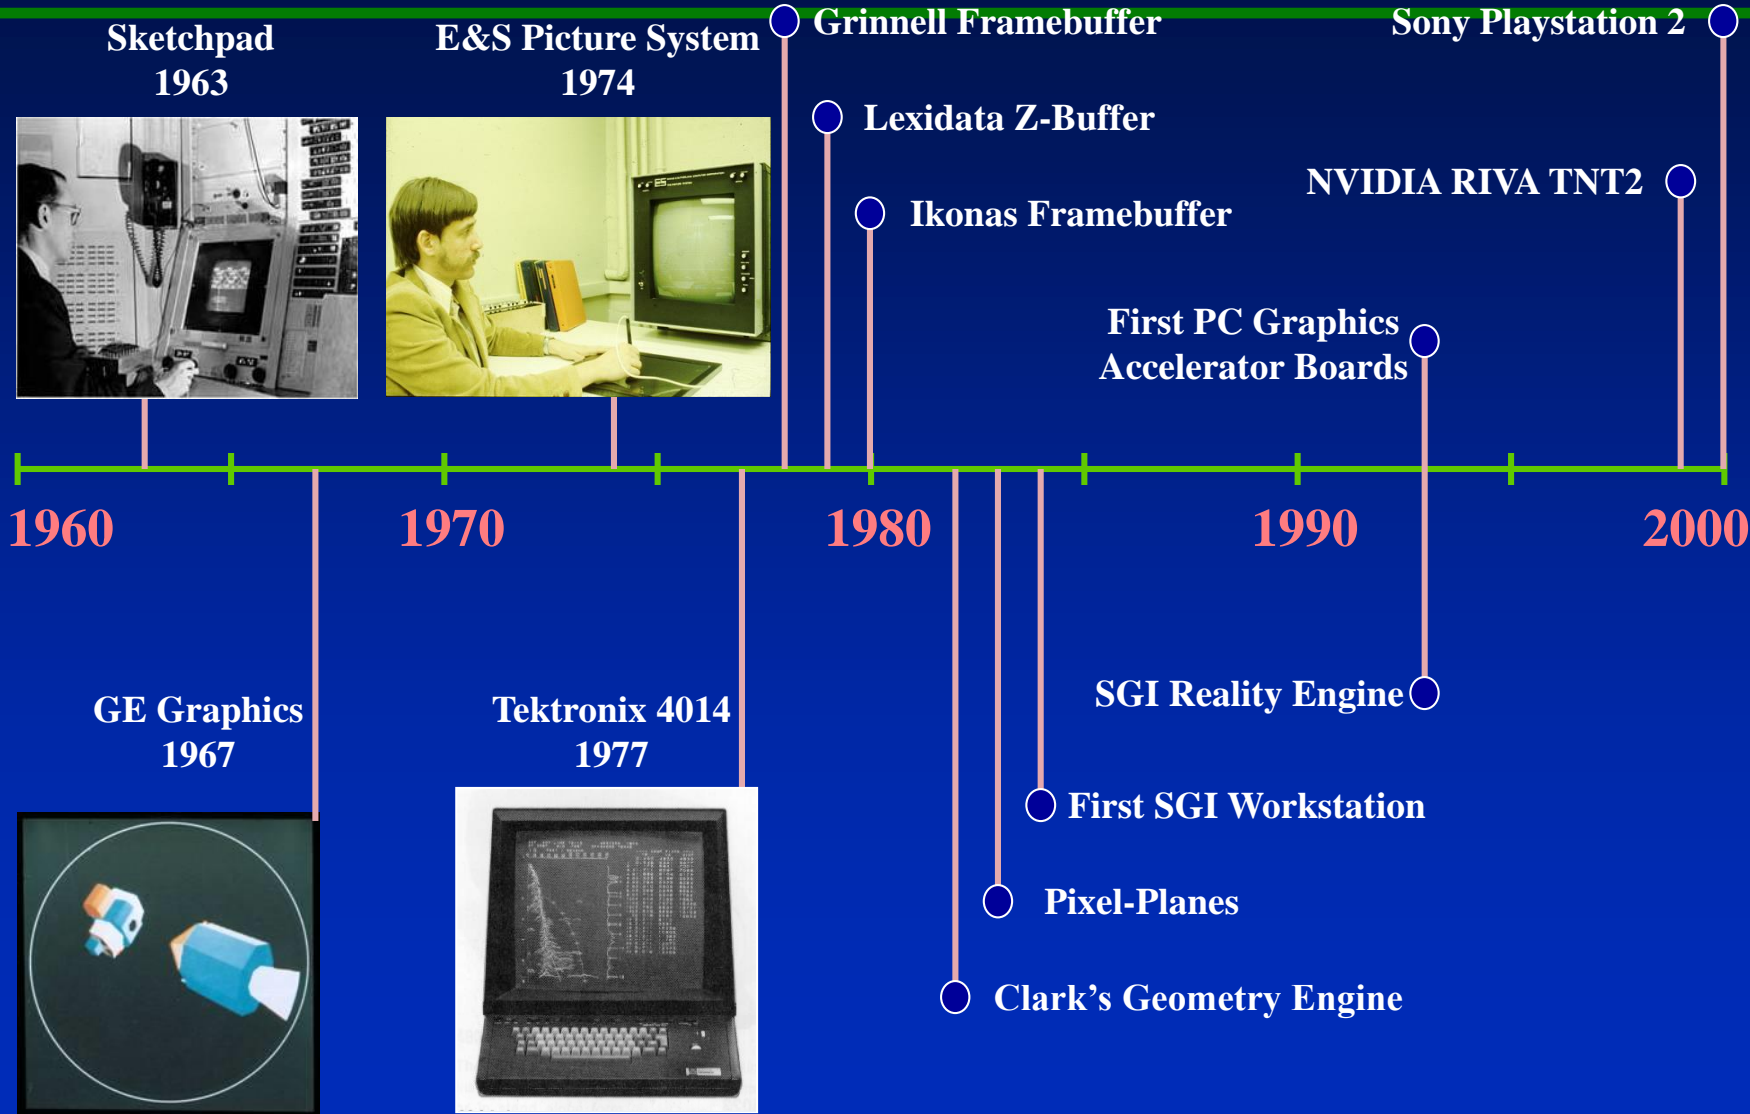 Sketchpad
1963
E&S Picture System
1974
Grinnell Framebuffer
Sony Playstation 2
Lexidata Z-Buffer
NVIDIA RIVA TNT2
Ikonas Framebuffer
First PC Graphics
Accelerator Boards
ES
1960
1970
1980
1990
2000
GE Graphics
1967
Tektronix 4014
1977
SGI Reality Engine
First SGI Workstation
Pixel-Planes
Clark’s Geometry Engine